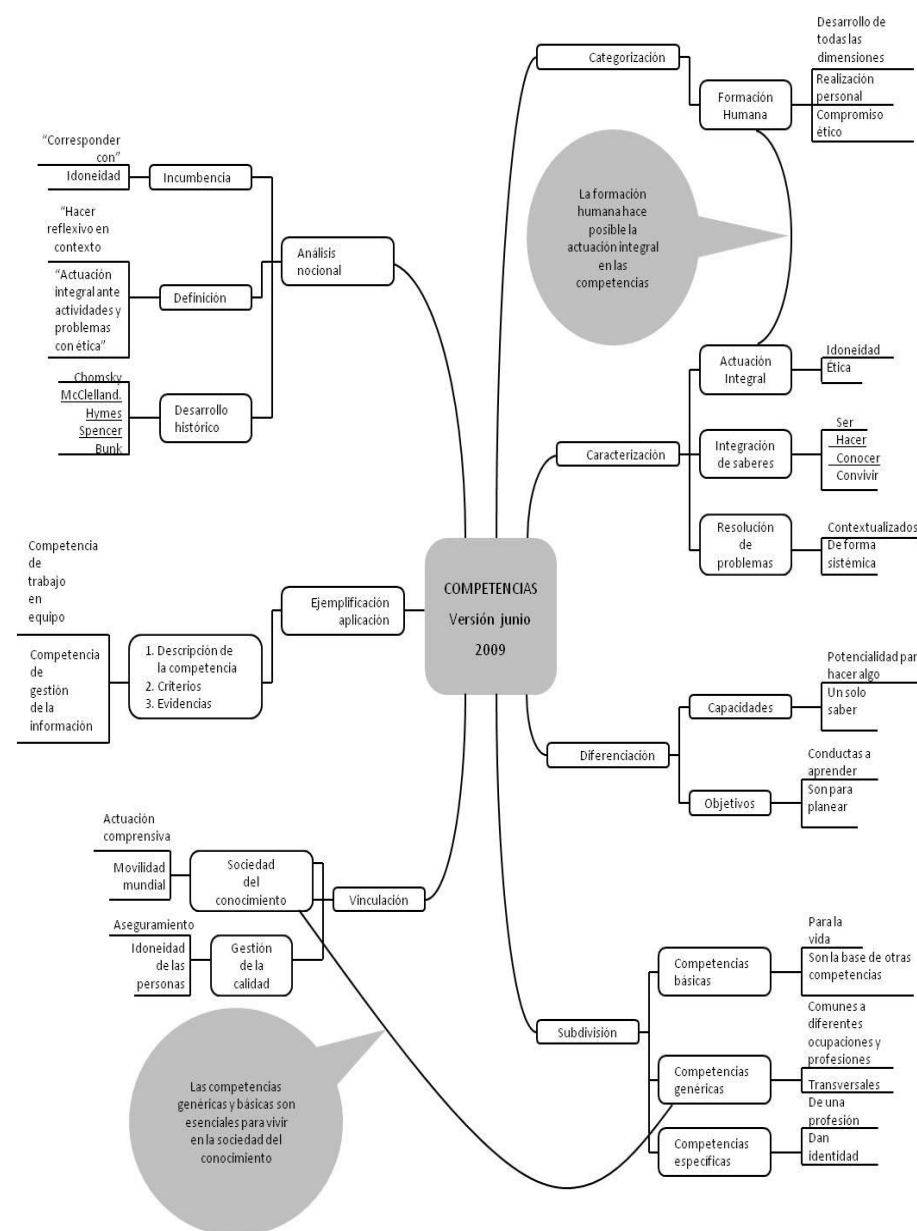 COMPETENCIAS
Versión junio
2009
Categorización
Formación
Humana
Desarrollo de
todas las
dimensiones
Realización
personal
Compromiso
ético
La formación
humana hace
posible la
actuación integral
en las
competencias
Caracterización
Actuación
Integral
Idoneidad
Ética
Integración
de saberes
Ser
Hacer
Conocer
Convivir
Resolución
de
problemas
Contextualizados
De forma
sistémica
Diferenciación
Capacidades
Potencialidad par
hacer algo
Un solo
saber
Objetivos
Conductas a
aprender
Son para
planear
Subdivisión
Competencias
básicas
Para la
vida
Son la base de otras
competencias
Competencias
genéricas
Comunes a
diferentes
ocupaciones y
profesiones
Transversales
Competencias
específicas
De una
profesión
Dan
identidad
Análisis
nocional
Incumbencia
“Corresponder
con”
Idoneidad
Definición
“Hacer
reflexivo en
contexto
“Actuación
integral ante
actividades y
problemas
con ética”
Desarrollo
histórico
Chomsky
McClelland.
Hymes
Spencer
Bunk
Ejemplificación
aplicación
1. Descripción de
la competencia
2. Criterios
3. Evidencias
Competencia
de
trabajo
en
equipo
Competencia
de
gestión
de la
información
Vinculación
Sociedad
del
conocimiento
Actuación
comprensiva
Movilidad
mundial
Gestión
de la
calidad
Aseguramiento
Idoneidad
de las
personas
Las competencias
genéricas y básicas son
esenciales para vivir
en la sociedad del
conocimiento